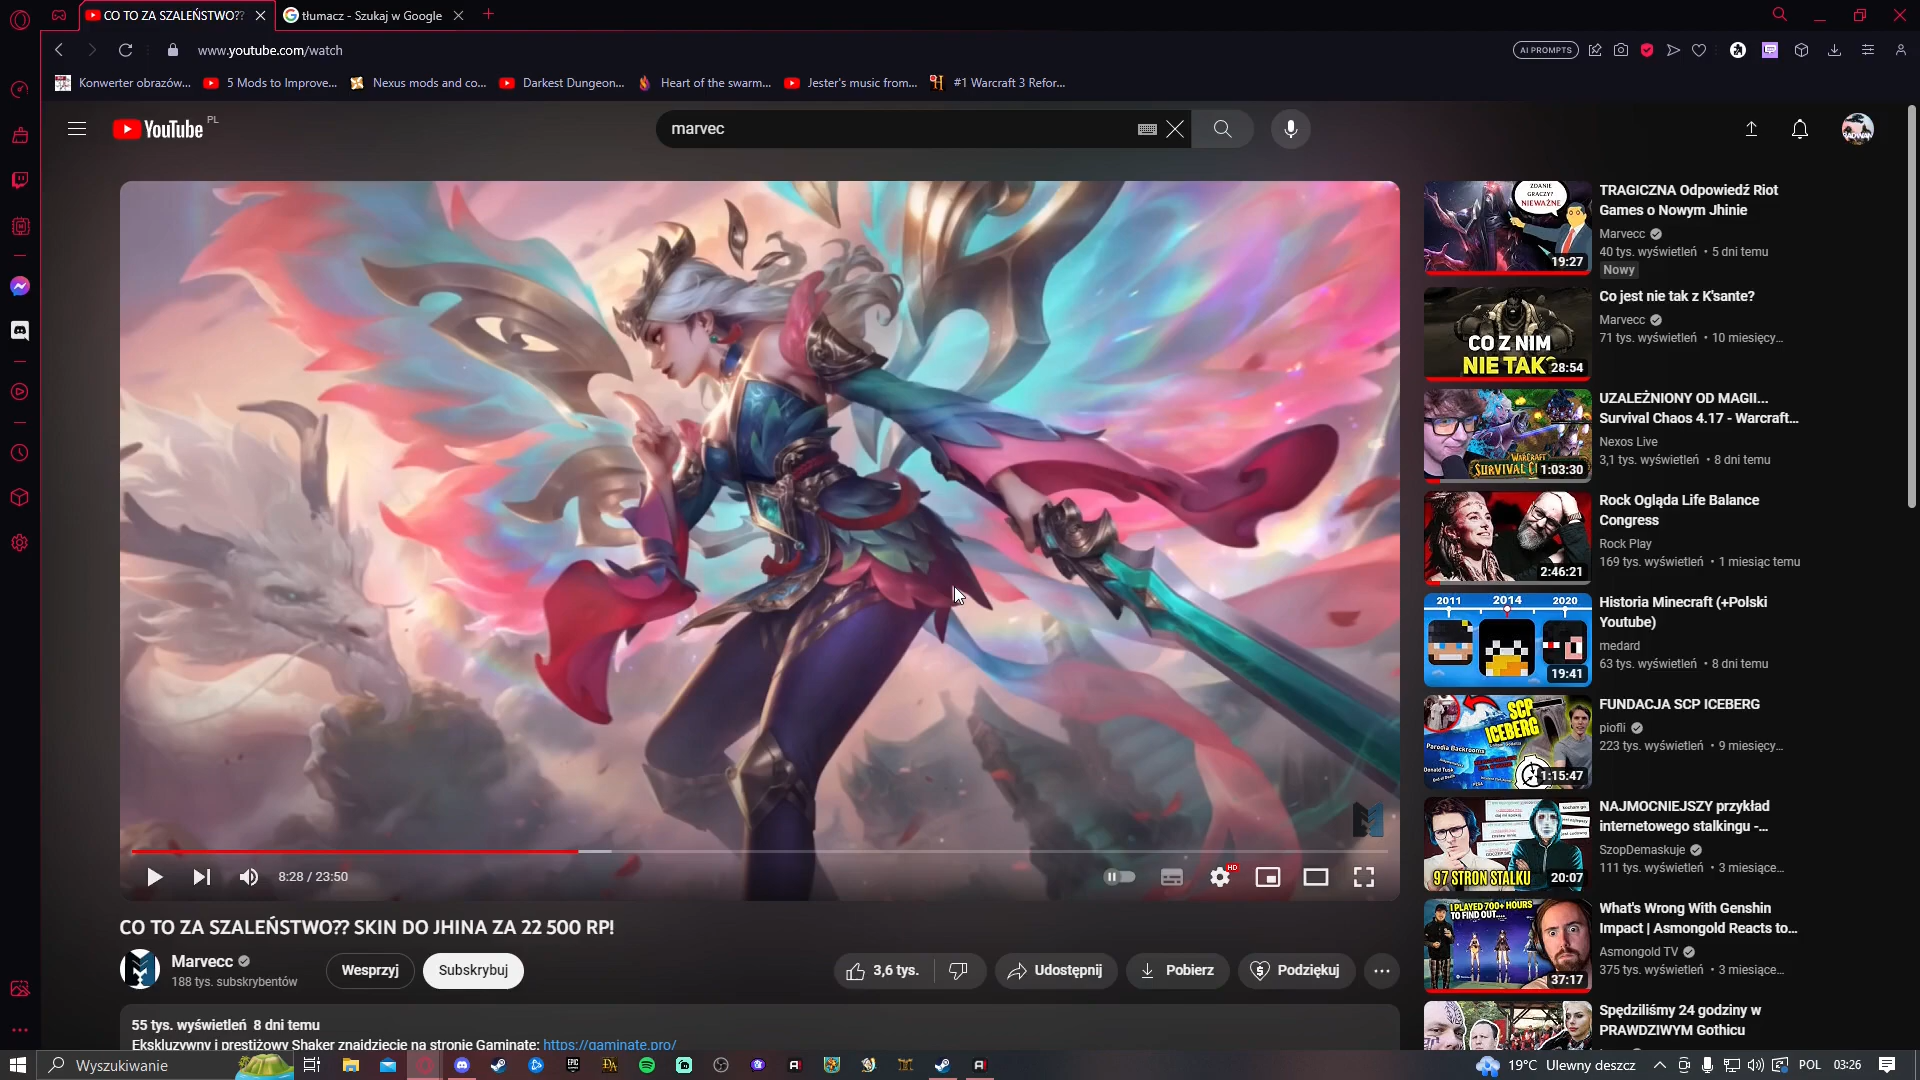 CO TO ZA SZALEŃSTWO??
tłumacz - Szukaj w Google
www.youtube.com/watch
AI PROMPTS
Konwerter obrazów...
5 Mods to Improve...
Nexus mods and co...
Darkest Dungeon...
Heart of the swarm...
Jester's music from...
#1 Warcraft 3 Refor...
YouTube PL
marvec
8:28 / 23:50
HD
CO TO ZA SZALEŃSTWO?? SKIN DO JHINA ZA 22 500 RP!
Marvecc
188 tys. subskrybentów
Wesprzyj
Subskrybuj
3,6 tys.
Udostępnij
Pobierz
Podziękuj
55 tys. wyświetleń 8 dni temu
Ekskluzywny i prestiżowy Shaker znajdziecie na stronie Gaminate: https://gaminate.pro/
ZDANIE
GRACZY?
NIEWAŻNE
19:27
TRAGICZNA Odpowiedź Riot
Games o Nowym Jhinie
Marvecc
40 tys. wyświetleń • 5 dni temu
Nowy
CO Z NIM
NIE TAK?
28:54
Co jest nie tak z K'sante?
Marvecc
71 tys. wyświetleń • 10 miesięcy...
WARCRAFT
SURVIVAL C
1:03:30
UZALEŻNIONY OD MAGII...
Survival Chaos 4.17 - Warcraft...
Nexos Live
3,1 tys. wyświetleń • 8 dni temu
2:46:21
Rock Ogląda Life Balance
Congress
Rock Play
169 tys. wyświetleń • 1 miesiąc temu
2011 2014 2020
19:41
Historia Minecraft (+Polski
Youtube)
medard
63 tys. wyświetleń • 8 dni temu
SCP
ICEBERG
Parodia Backrooms
Donald Tusk
1:15:47
FUNDACJA SCP ICEBERG
piofli
223 tys. wyświetleń • 9 miesięcy...
97 STRON STALKU
20:07
NAJMOCNIEJSZY przykład
internetowego stalkingu -...
SzopDemaskuje
111 tys. wyświetleń • 3 miesiące...
I PLAYED 700+ HOURS
TO FIND OUT....
37:17
What's Wrong With Genshin
Impact | Asmongold Reacts to...
Asmongold TV
375 tys. wyświetleń • 3 miesiące...
Spędziliśmy 24 godziny w
PRAWDZIWYM Gothicu
Wyszukiwanie
19°C Ulewny deszcz
POL
03:26